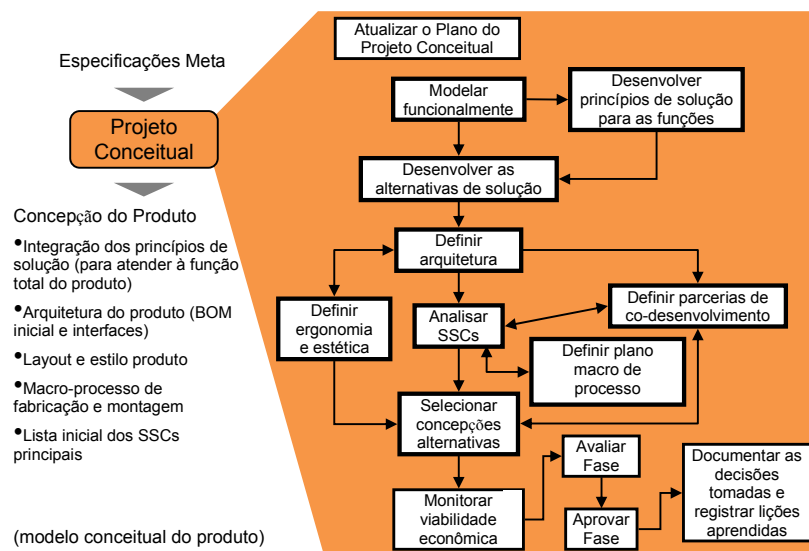 Especificações Meta
Projeto
Conceitual
Concepção do Produto
•Integração dos princípios de
solução (para atender à função
total do produto)
•Arquitetura do produto (BOM
inicial e interfaces)
•Layout e estilo produto
•Macro-processo de
fabricação e montagem
•Lista inicial dos SSCs
principais
(modelo conceitual do produto)
Atualizar o Plano do
Projeto Conceitual
Modelar
funcionalmente
Desenvolver
princípios de solução
para as funções
Desenvolver as
alternativas de solução
Definir
arquitetura
Definir
ergonomia
e estética
Analisar
SSCs
Definir parcerias de
co-desenvolvimento
Definir plano
macro de
processo
Selecionar
concepções
alternativas
Monitorar
viabilidade
econômica
Avaliar
Fase
Aprovar
Fase
Documentar as
decisões
tomadas e
registrar lições
aprendidas